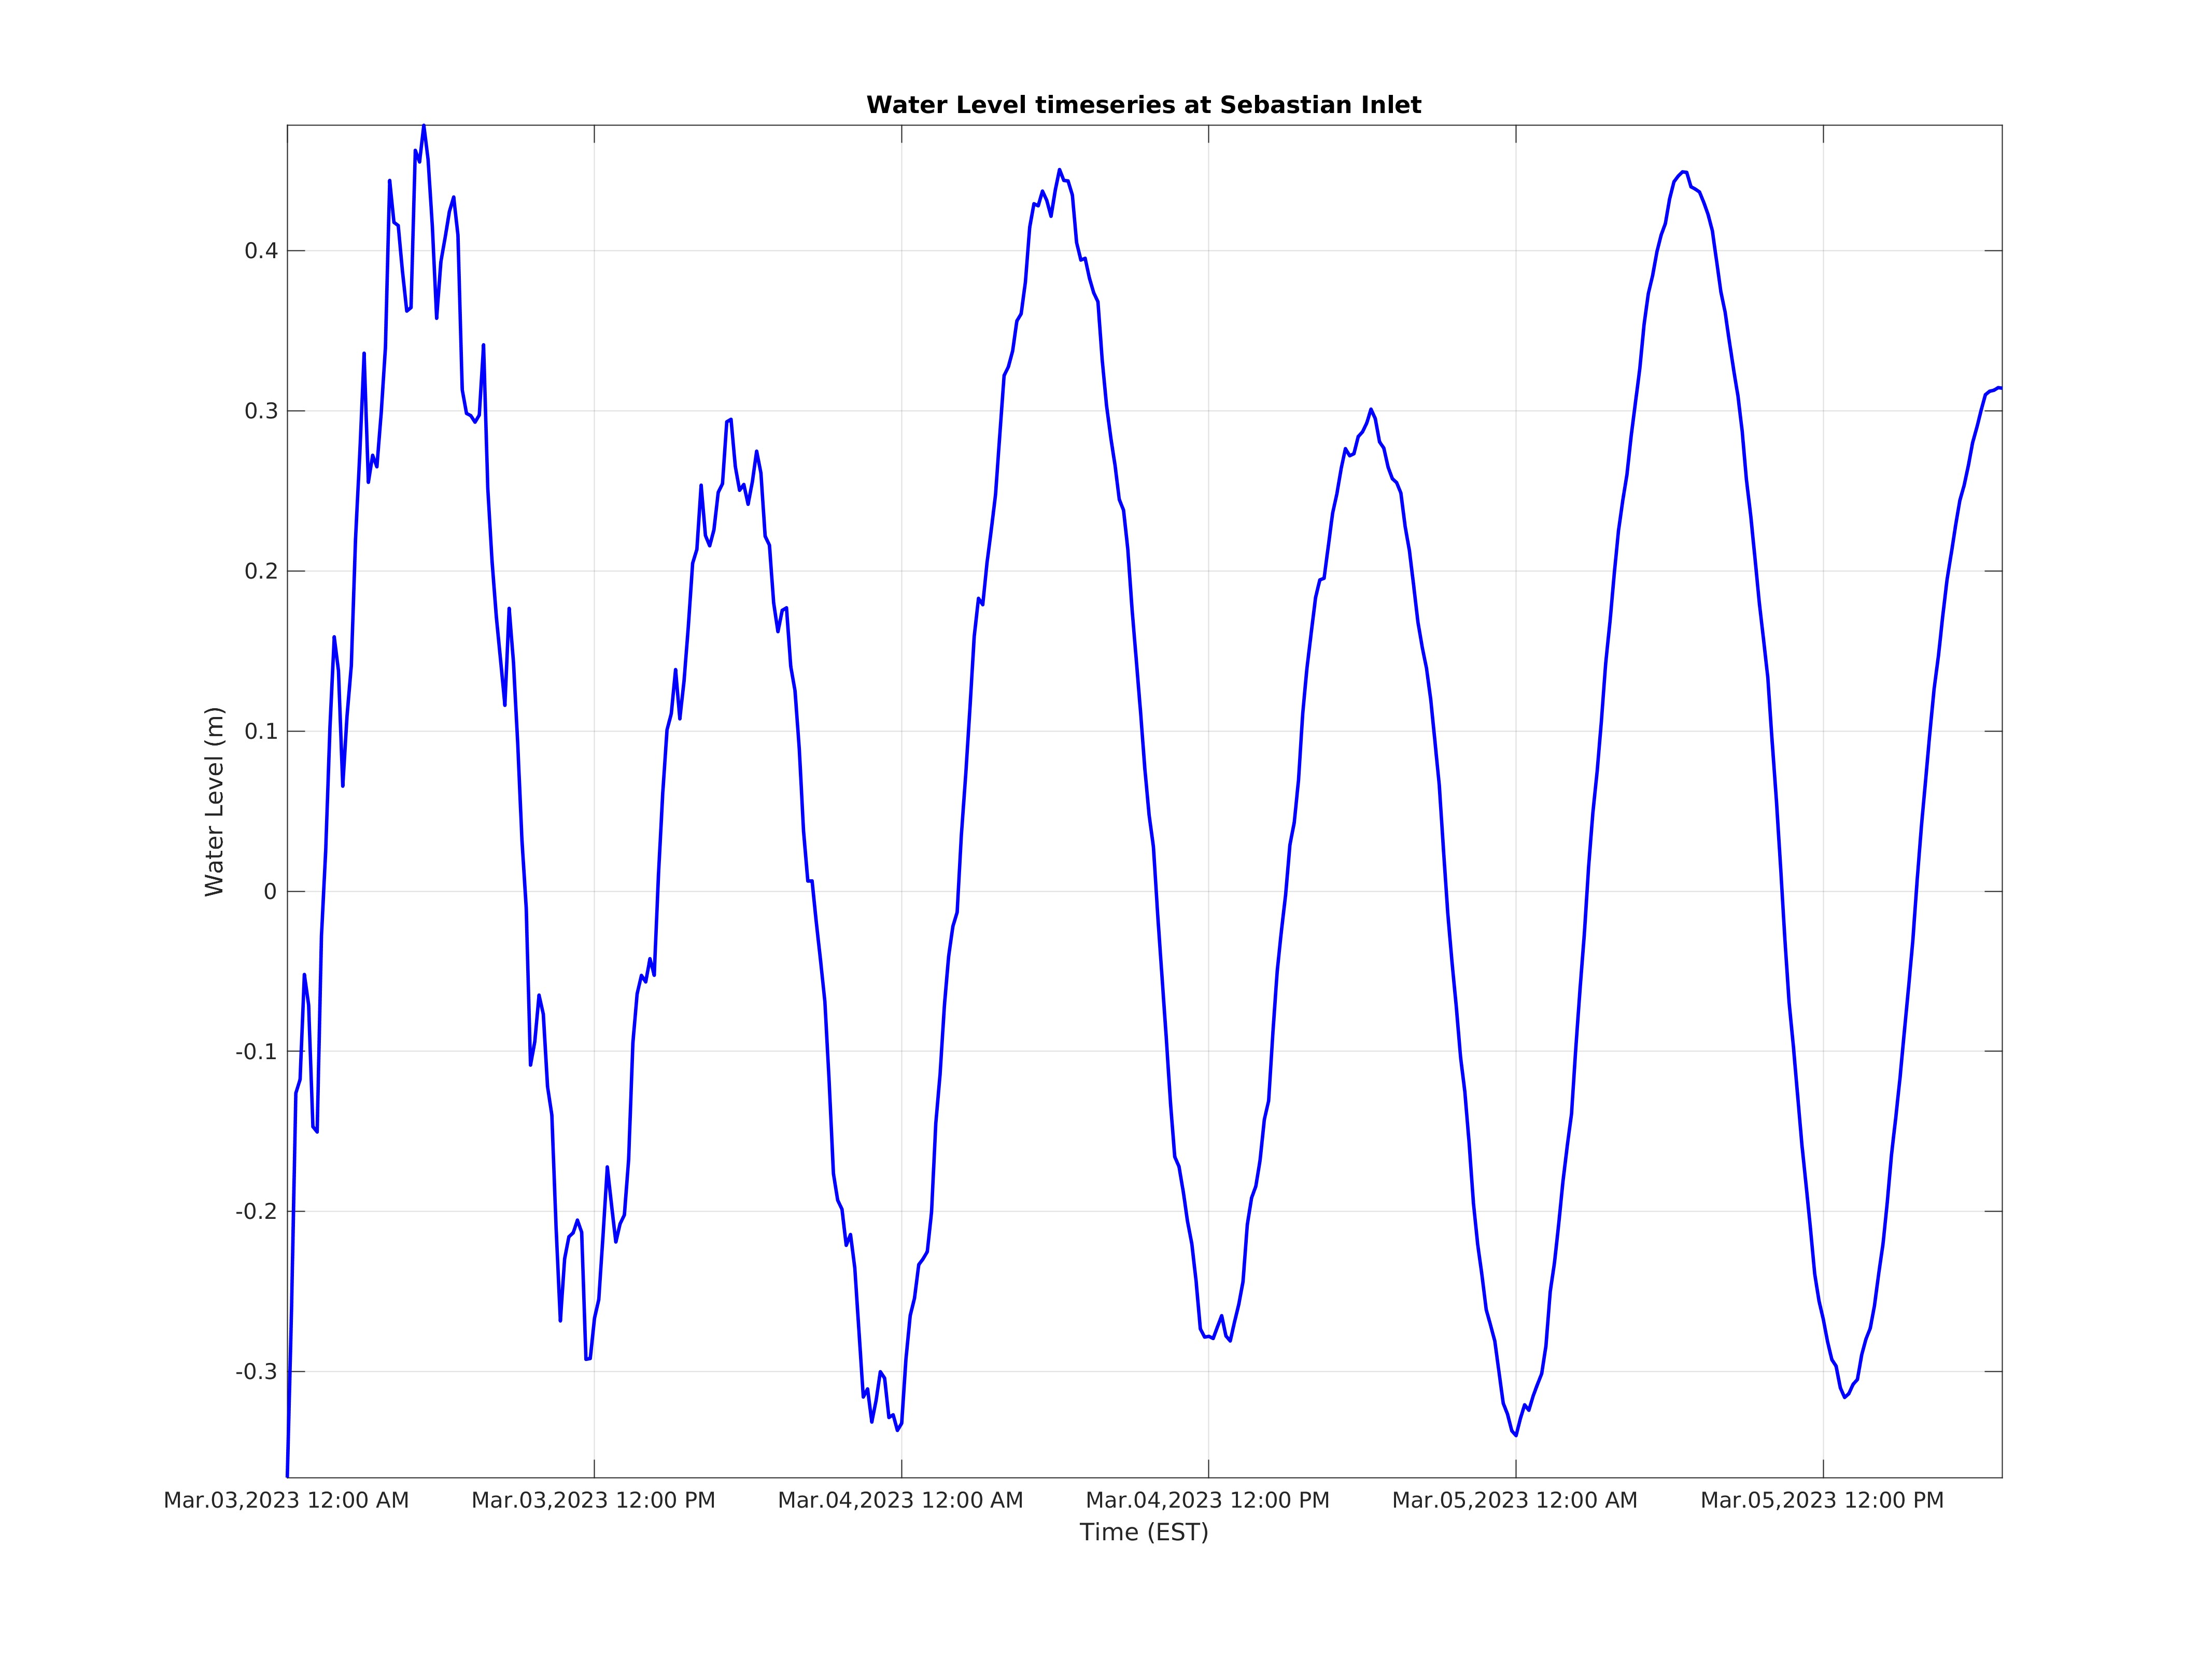 Water Level timeseries at Sebastian Inlet
0.4
0.3
0.2
0.1
0
-0.1
-0.2
-0.3
Water Level (m)
Mar.03,2023 12:00 AM Mar.03,2023 12:00 PM Mar.04,2023 12:00 AM Mar.04,2023 12:00 PM Mar.05,2023 12:00 AM Mar.05,2023 12:00 PM
Time (EST)